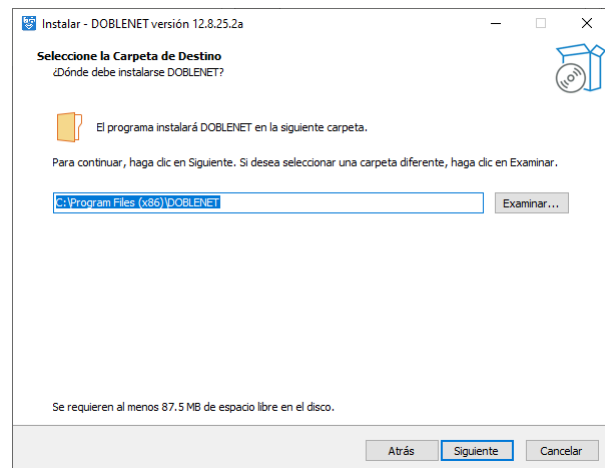 Instalar - DOBLENET versión 12.8.25.2a
Seleccione la Carpeta de Destino
¿Dónde debe instalarse DOBLENET?
El programa instalará DOBLENET en la siguiente carpeta.
Para continuar, haga clic en Siguiente. Si desea seleccionar una carpeta diferente, haga clic en Examinar.
C:\Program Files (x86)\DOBLENET
Examinar...
Se requieren al menos 87.5 MB de espacio libre en el disco.
Atrás
Siguiente
Cancelar